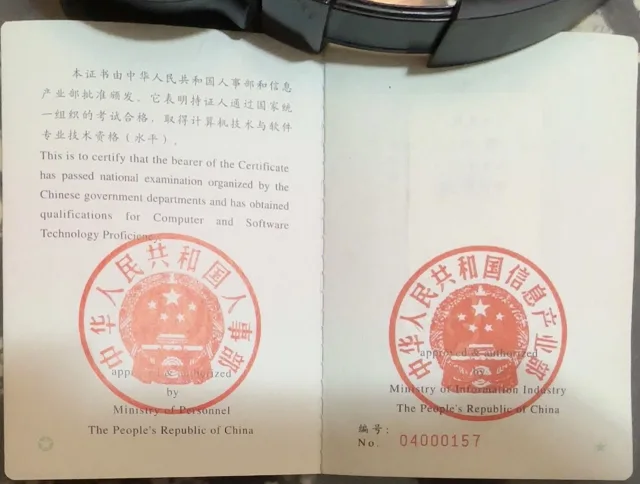 本证书由中华人民共和国人事部和信息
产业部批准颁发。它表明持证人通过国家统
一组织的考试合格，取得计算机技术与软件
专业技术资格（水平）。
This is to certify that the bearer of the Certificate
has passed national examination organized by the
Chinese government departments and has obtained
qualifications for Computer and Software
Technology Proficiency.
中华人民共和国人事部
approved & authorized
by
Ministry of Personnel
The People's Republic of China
中华人民共和国信息产业部
approved & authorized
by
Ministry of Information Industry
The People's Republic of China
编号:
No. 04000157